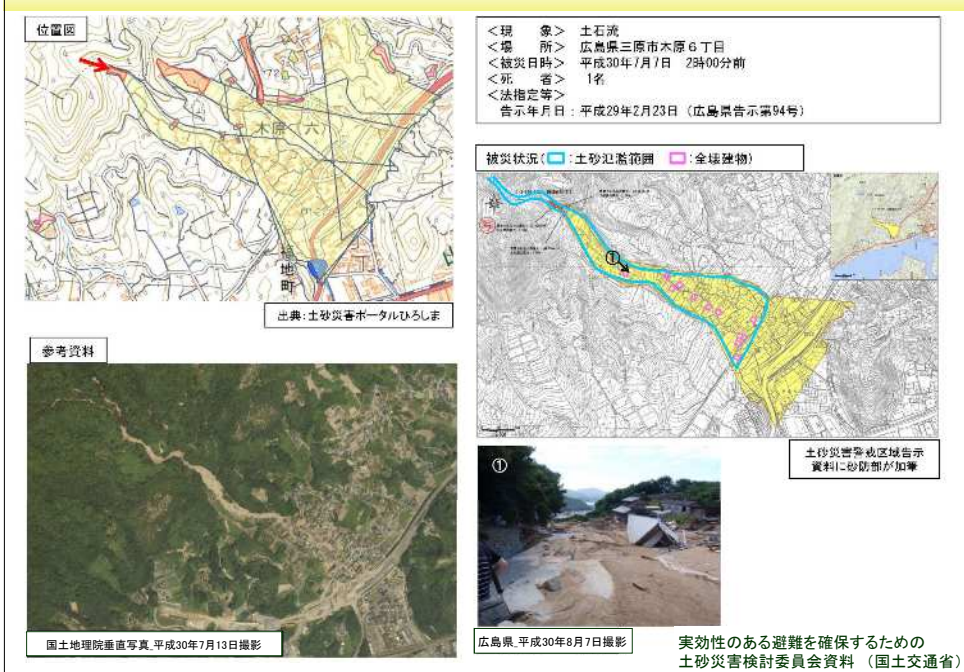 位置図
木原(六)
福地町
出典：土砂災害ポータルひろしま
<現　象> 土石流
<場　所> 広島県三原市木原６丁目
<被災日時> 平成30年7月7日 2時00分前
<死　者> 1名
<法指定等>
告示年月日：平成29年2月23日（広島県告示第94号）
被災状況(　:土砂氾濫範囲　:全壊建物)
①
土砂災害警戒区域告示
資料に砂防部が加筆
参考資料
国土地理院垂直写真_平成30年7月13日撮影
①
広島県_平成30年8月7日撮影
実効性のある避難を確保するための
土砂災害検討委員会資料 （国土交通省）